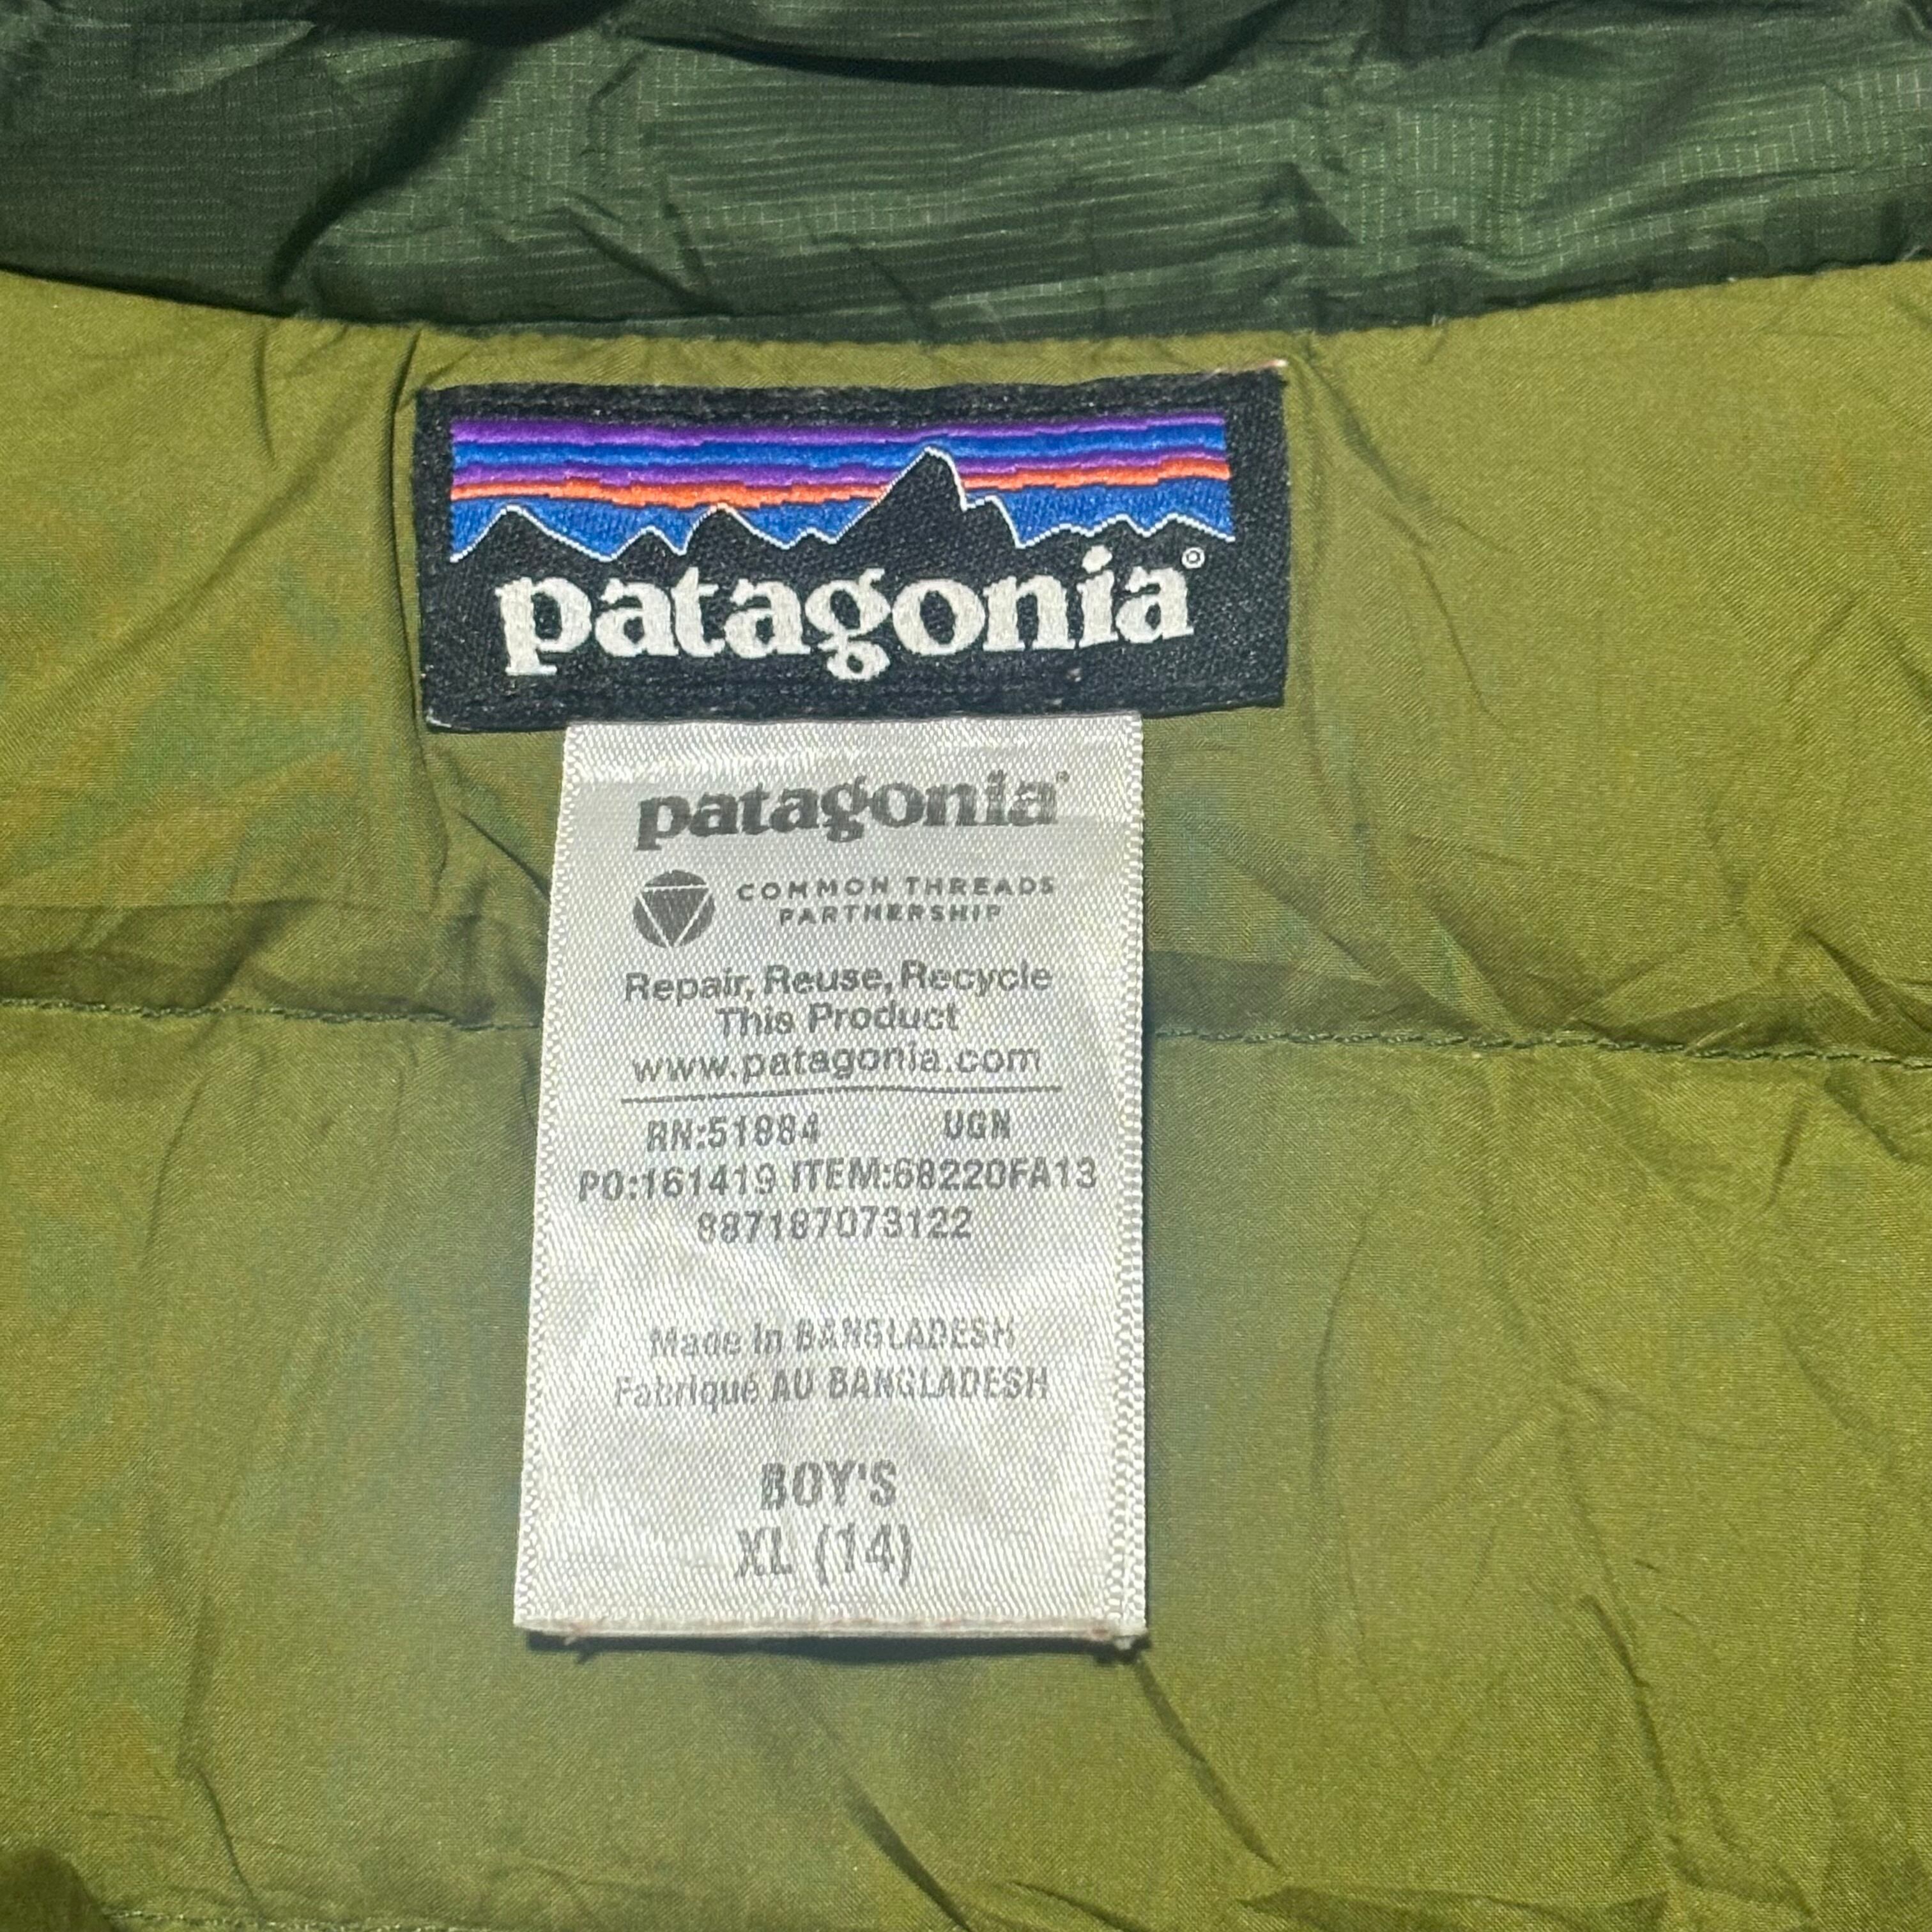 patagonia®
patagonia®
COMMON THREADS
PARTNERSHIP
Repair, Reuse, Recycle
This Product
www.patagonia.com
RN:51884 UGN
PO:161419 ITEM:68220FA13
887187073122
Made In BANGLADESH
Fabriqué AU BANGLADESH
BOY'S
XL (14)